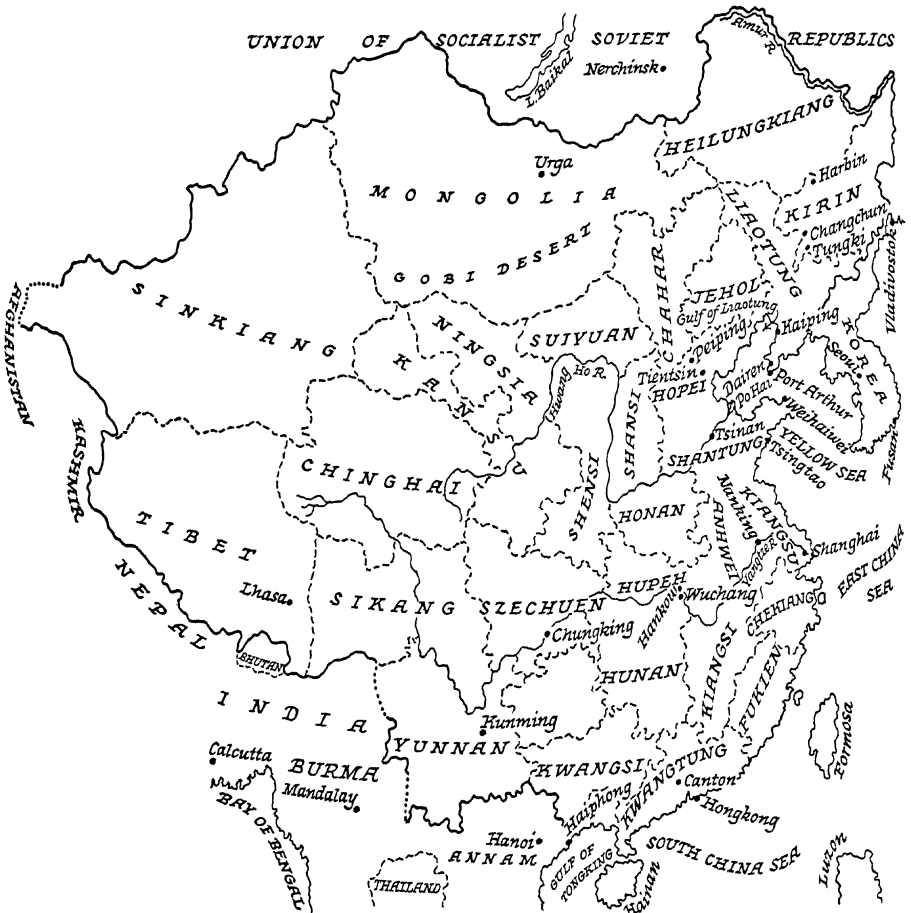 UNION OF SOCIALIST SOVIET REPUBLICS
Amur R.
L. Baikal
Nerchinsk
HEILUNGKIANG
Urga
Harbin
MONGOLIA
KIRIN
LIAOTUNG
Changchun
Tungki
Vladivostok
GOBI DESERT
CHAHAR
JEHOL
Gulf of Liaotung
AFGHANISTAN
SINKIANG
NINGSIA
SUIYUAN
Peiping
Haiping
KOREA
Seoul
KANSU
Hwang Ho R.
Tientsin
HOPEI
Dairen
Po Hai
Port Arthur
Weihaiwei
SHANSI
Tsinan
SHANTUNG
YELLOW SEA
Tsingtao
Fusan
KASHMIR
CHINGHAI
SHENSI
HONAN
ANHWEI
Nanking
KIANGSU
Yangtze R.
Shanghai
EAST CHINA
SEA
TIBET
NEPAL
Lhasa
SIKANG
SZECHUEN
HUPEH
Hankow
Wuchang
CHEKIANG
Chungking
BHUTAN
HUNAN
KIANGSI
FUKIEN
INDIA
Kunming
YUNNAN
Formosa
Calcutta
BURMA
Mandalay
KWANGSI
KWANGTUNG
Canton
Hongkong
Haiphong
BAY OF BENGAL
Hanoi
ANNAM
GULF OF
TONGKING
SOUTH CHINA SEA
Luzon
THAILAND
Hainan